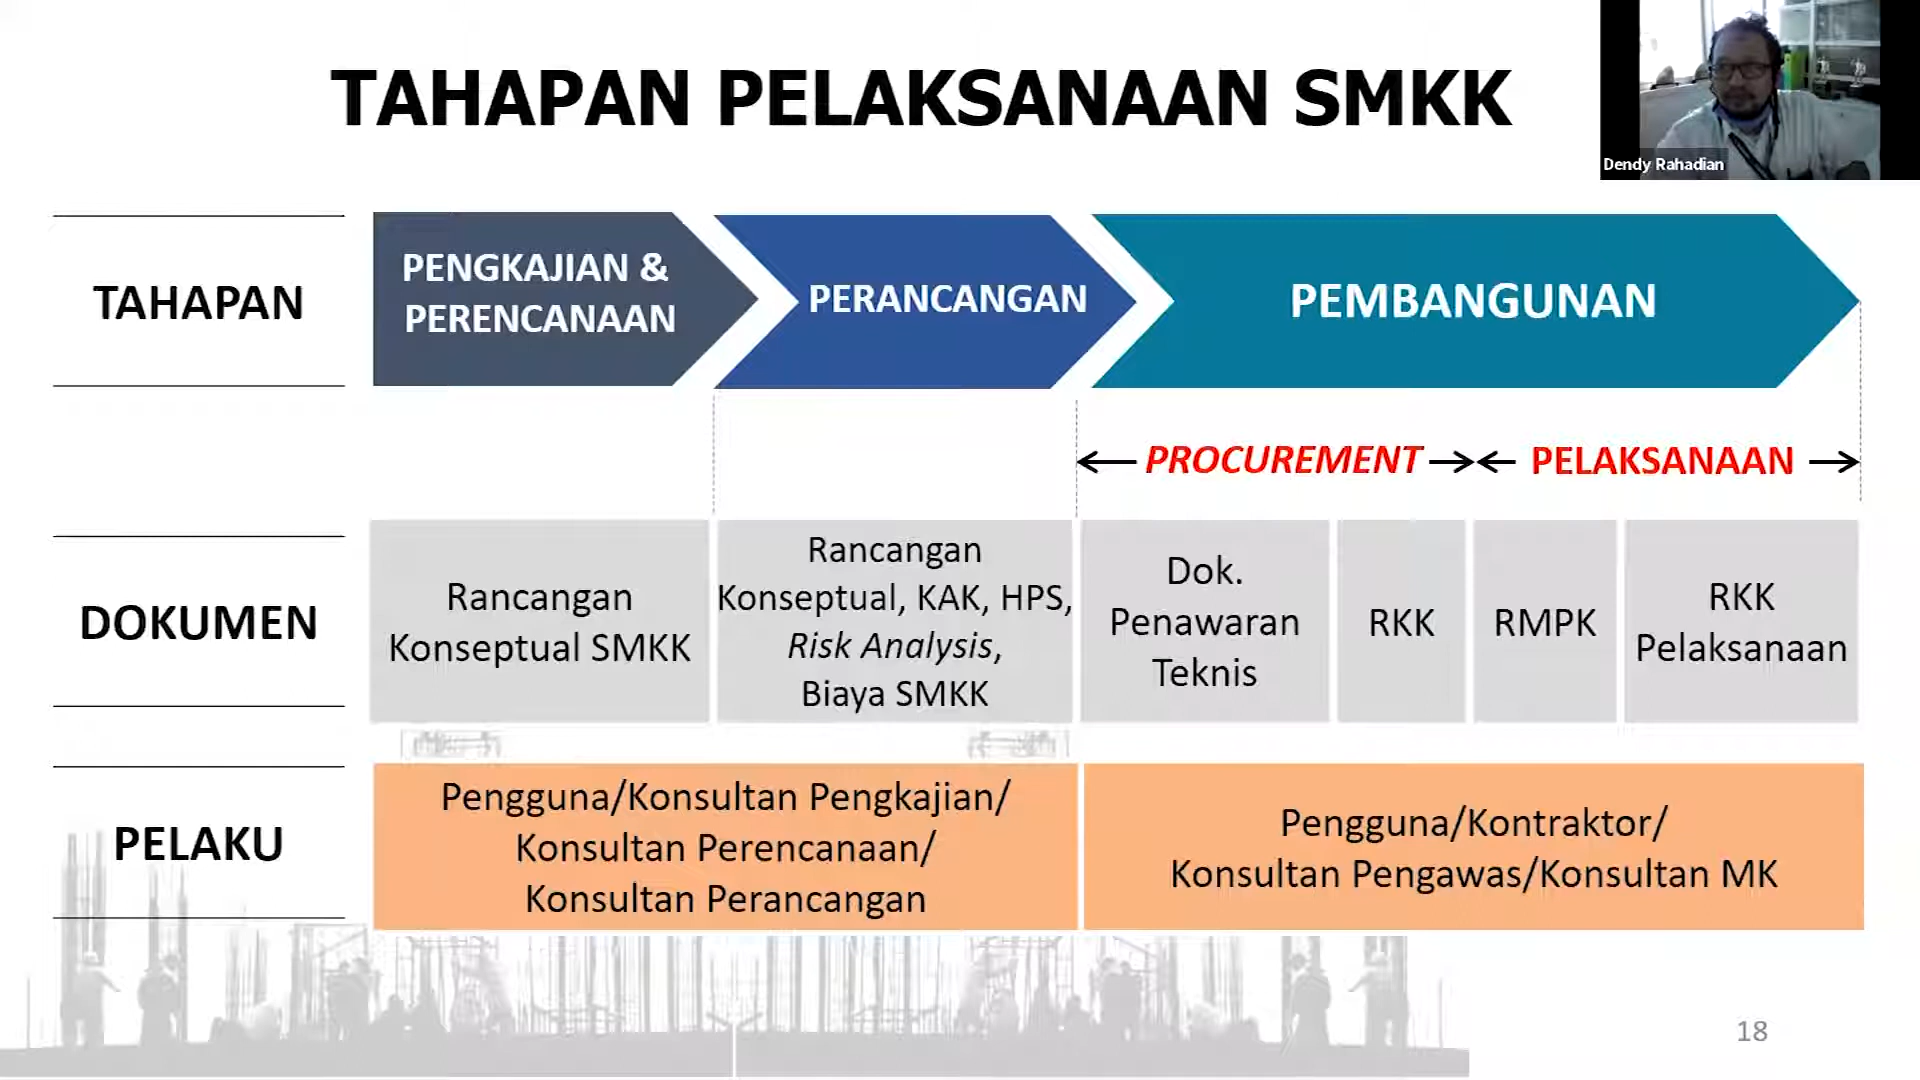 TAHAPAN PELAKSANAAN SMKK
Dendy Rahadian
TAHAPAN
PENGKAJIAN &
PERENCANAAN
PERANCANGAN
PEMBANGUNAN
PROCUREMENT
PELAKSANAAN
DOKUMEN
Rancangan
Konseptual SMKK
Rancangan
Konseptual, KAK, HPS,
Risk Analysis,
Biaya SMKK
Dok.
Penawaran
Teknis
RKK
RMPK
RKK
Pelaksanaan
PELAKU
Pengguna/Konsultan Pengkajian/
Konsultan Perencanaan/
Konsultan Perancangan
Pengguna/Kontraktor/
Konsultan Pengawas/Konsultan MK
18